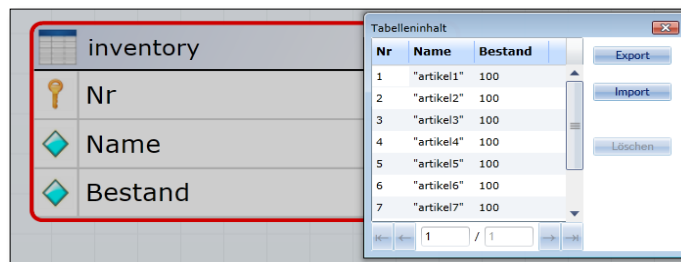 inventory
Nr
Name
Bestand
Tabelleninhalt
Nr Name Bestand
1 "artikel1" 100
2 "artikel2" 100
3 "artikel3" 100
4 "artikel4" 100
5 "artikel5" 100
6 "artikel6" 100
7 "artikel7" 100
1 / 1
Export
Import
Löschen